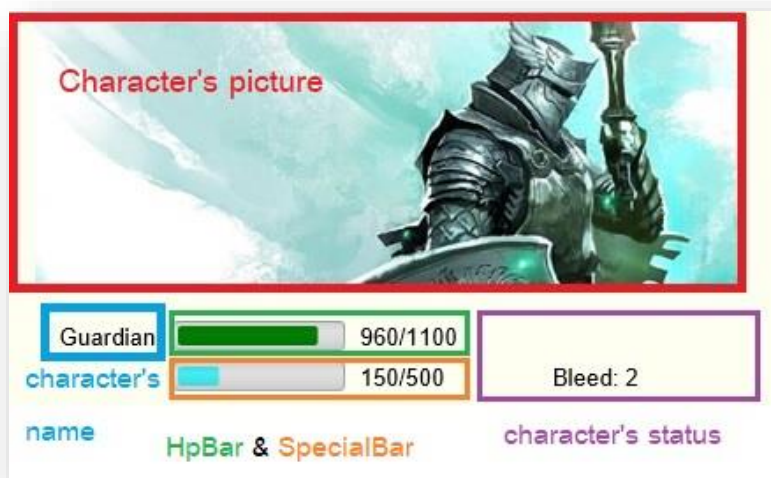 Character's picture
Guardian 960/1100
character's 150/500 Bleed: 2
name
HpBar & SpecialBar character's status